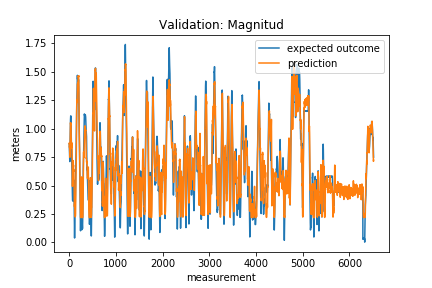 Validation: Magnitud
expected outcome
prediction
meters
1.75
1.50
1.25
1.00
0.75
0.50
0.25
0.00
0 1000 2000 3000 4000 5000 6000
measurement